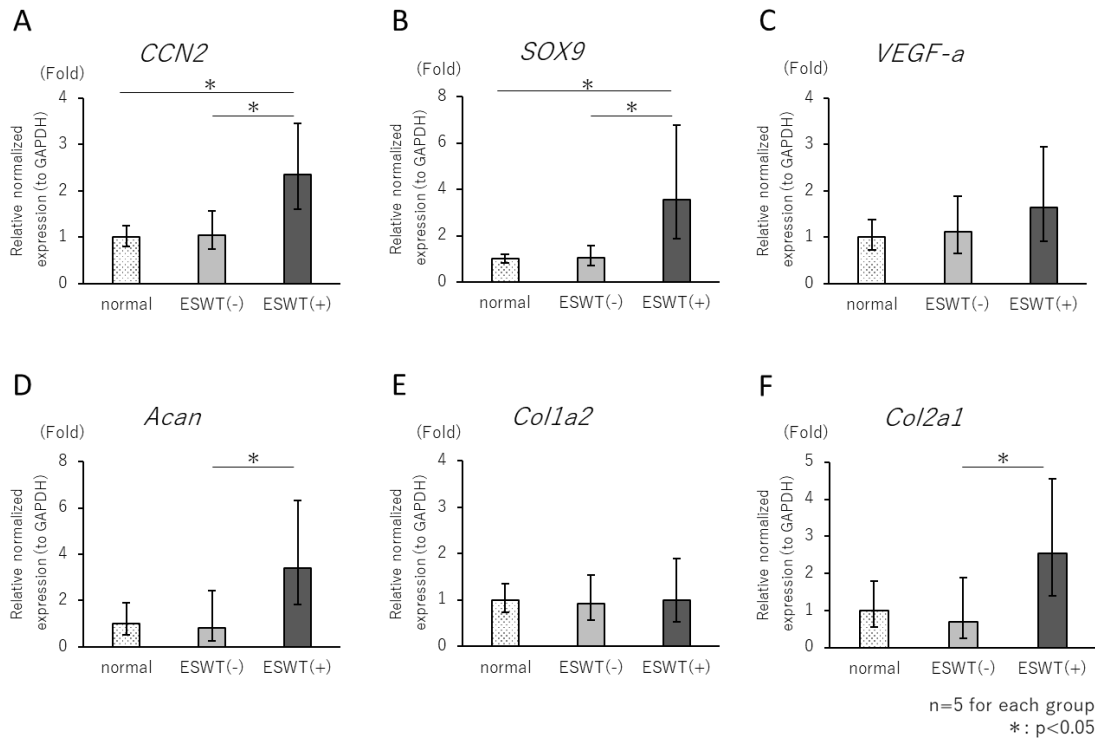 A
CCN2
(Fold)
Relative normalized
expression (to GAPDH)
4
3
2
1
0
*
*
normal
ESWT(-)
ESWT(+)
B
SOX9
(Fold)
Relative normalized
expression (to GAPDH)
8
6
4
2
0
*
*
normal
ESWT(-)
ESWT(+)
C
VEGF-a
(Fold)
Relative normalized
expression (to GAPDH)
4
3
2
1
0
normal
ESWT(-)
ESWT(+)
D
Acan
(Fold)
Relative normalized
expression (to GAPDH)
8
6
4
2
0
*
normal
ESWT(-)
ESWT(+)
E
Col1a2
(Fold)
Relative normalized
expression (to GAPDH)
4
3
2
1
0
normal
ESWT(-)
ESWT(+)
F
Col2a1
(Fold)
Relative normalized
expression (to GAPDH)
5
4
3
2
1
0
*
normal
ESWT(-)
ESWT(+)
n=5 for each group
*: p<0.05